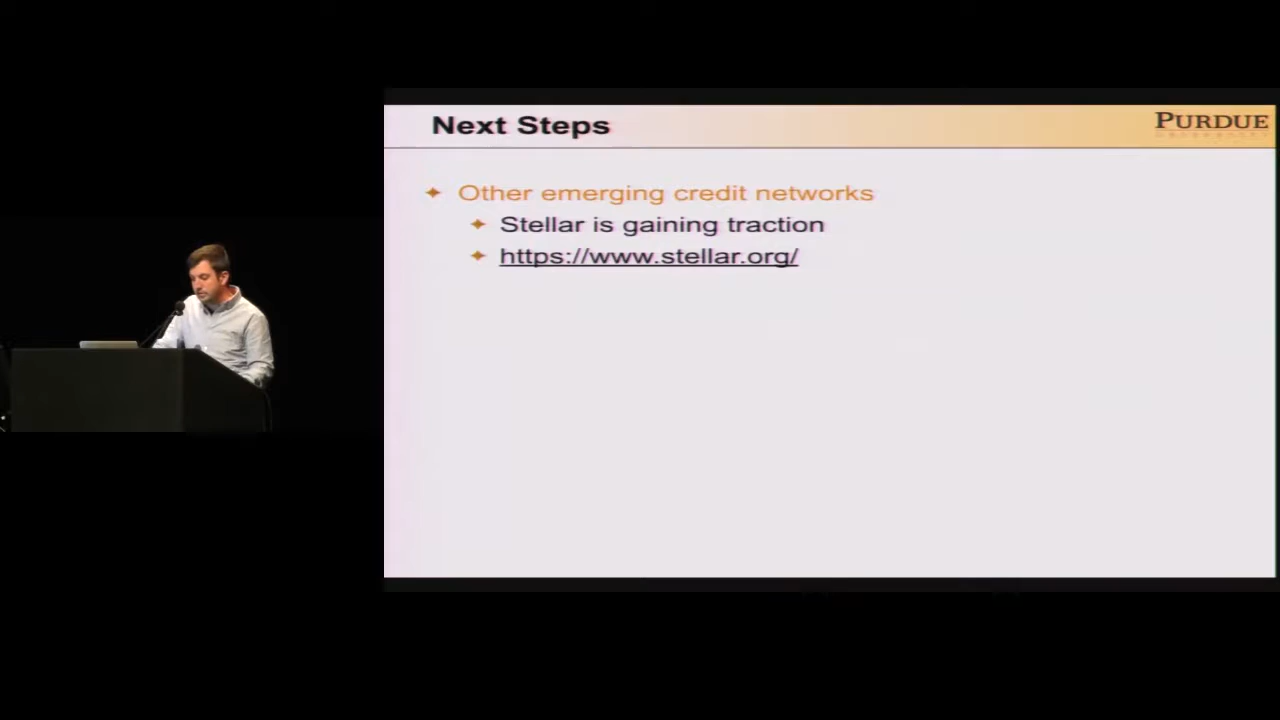 Next Steps
PURDUE
Other emerging credit networks
Stellar is gaining traction
https://www.stellar.org/